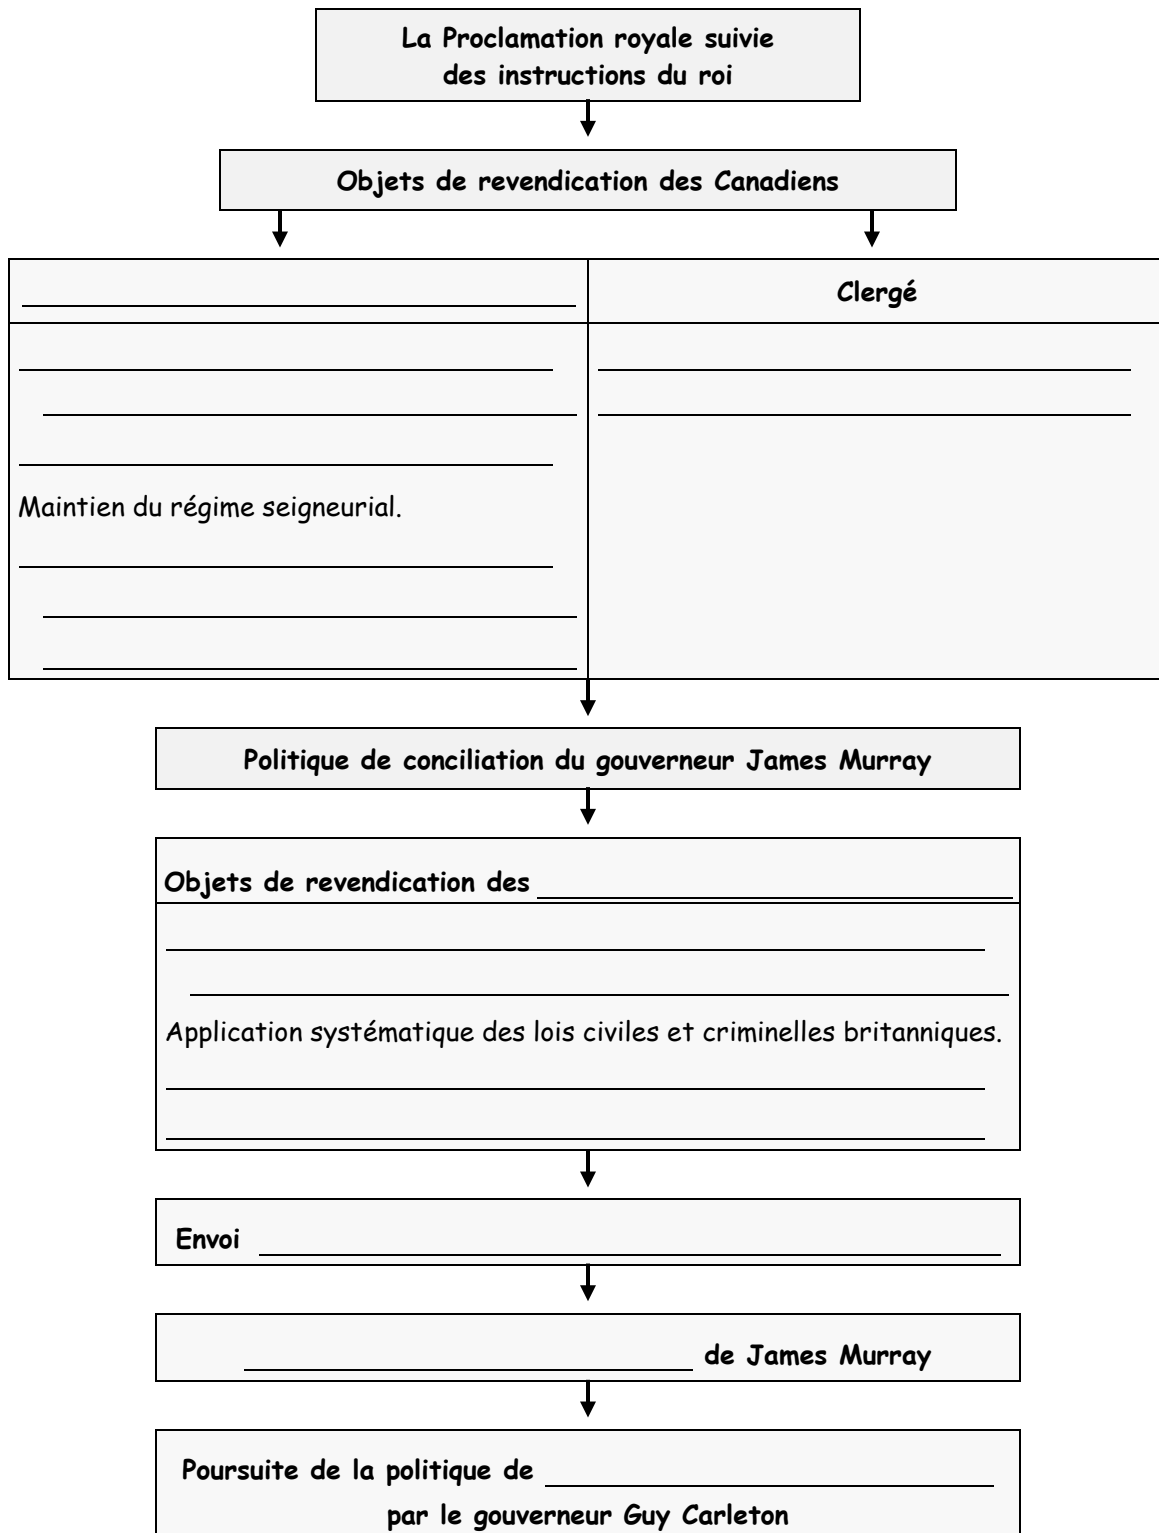 La Proclamation royale suivie
des instructions du roi
Objets de revendication des Canadiens
Clergé
Maintien du régime seigneurial.
Politique de conciliation du gouverneur James Murray
Objets de revendication des
Application systématique des lois civiles et criminelles britanniques.
Envoi
de James Murray
Poursuite de la politique de
par le gouverneur Guy Carleton